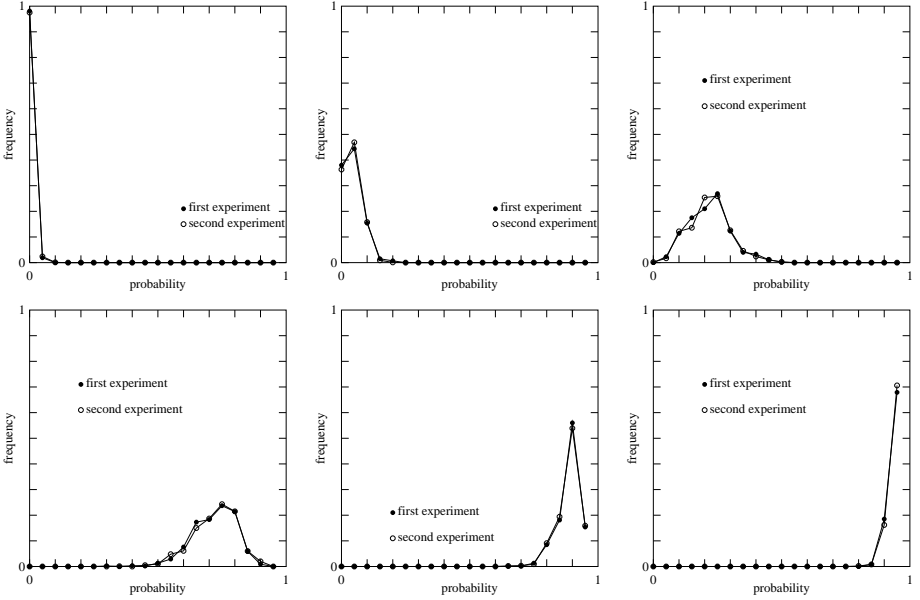 1
frequency
first experiment
second experiment
0
0
1
probability
1
frequency
first experiment
second experiment
0
0
1
probability
1
frequency
first experiment
second experiment
0
0
1
probability
1
frequency
first experiment
second experiment
0
0
1
probability
1
frequency
first experiment
second experiment
0
0
1
probability
1
frequency
first experiment
second experiment
0
0
1
probability